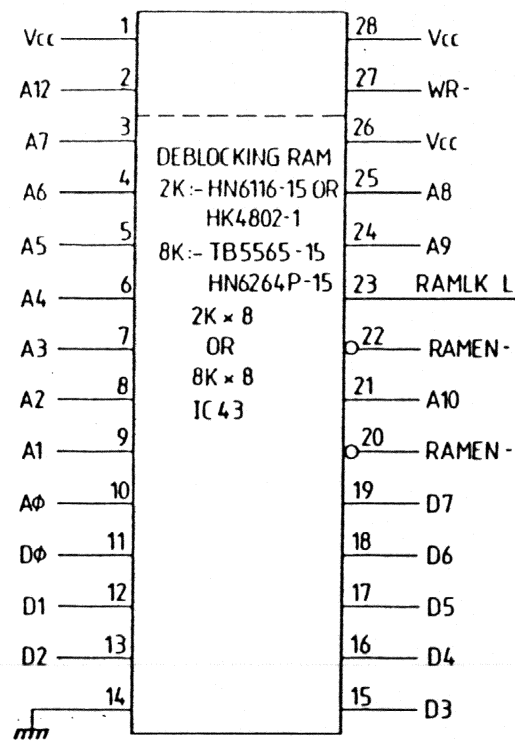 Vcc 1 28 Vcc
A12 2 27 WR-
A7 3 26 Vcc
DEBLOCKING RAM
A6 4 2K:- HN6116-15 OR 25 A8
HK4802-1
A5 5 8K:- TB5565-15 24 A9
HN6264P-15
A4 6 23 RAMLK L
2K × 8
A3 7 OR 22 RAMEN-
8K × 8
A2 8 IC43 21 A10
A1 9 20 RAMEN-
AΦ 10 19 D7
DΦ 11 18 D6
D1 12 17 D5
D2 13 16 D4
14 15 D3